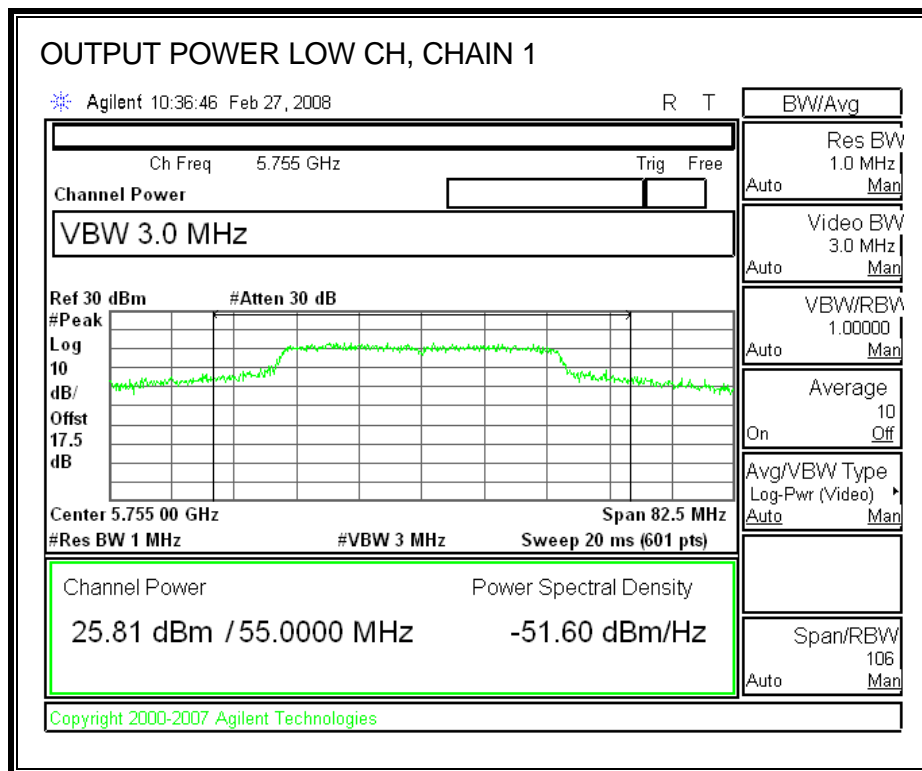 OUTPUT POWER LOW CH, CHAIN 1
Agilent 10:36:46 Feb 27, 2008 R T
Ch Freq 5.755 GHz Trig Free
Channel Power
VBW 3.0 MHz
Ref 30 dBm #Atten 30 dB
#Peak
Log
10
dB/
Offst
17.5
dB
Center 5.755 00 GHz Span 82.5 MHz
#Res BW 1 MHz #VBW 3 MHz Sweep 20 ms (601 pts)
Channel Power Power Spectral Density
25.81 dBm / 55.0000 MHz -51.60 dBm/Hz
Copyright 2000-2007 Agilent Technologies
BW/Avg
Res BW
1.0 MHz
Auto Man
Video BW
3.0 MHz
Auto Man
VBW/RBW
1.00000
Auto Man
Average
10
On Off
Avg/VBW Type
Log-Pwr (Video)
Auto Man
Span/RBW
106
Auto Man